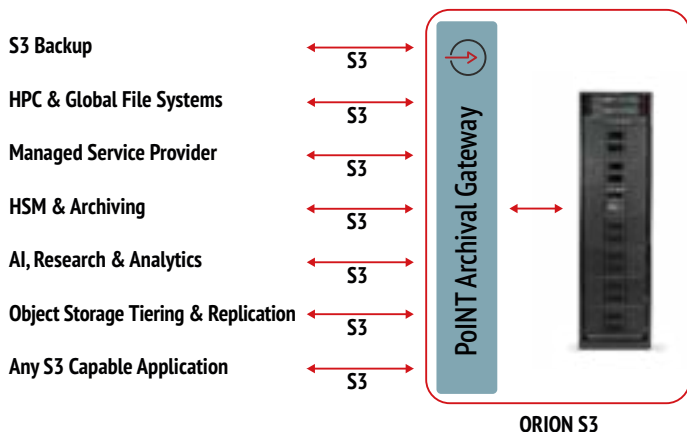 S3 Backup
S3
HPC & Global File Systems
S3
Managed Service Provider
S3
HSM & Archiving
S3
AI, Research & Analytics
S3
Object Storage Tiering & Replication
S3
Any S3 Capable Application
S3
PoINT Archival Gateway
ORION S3